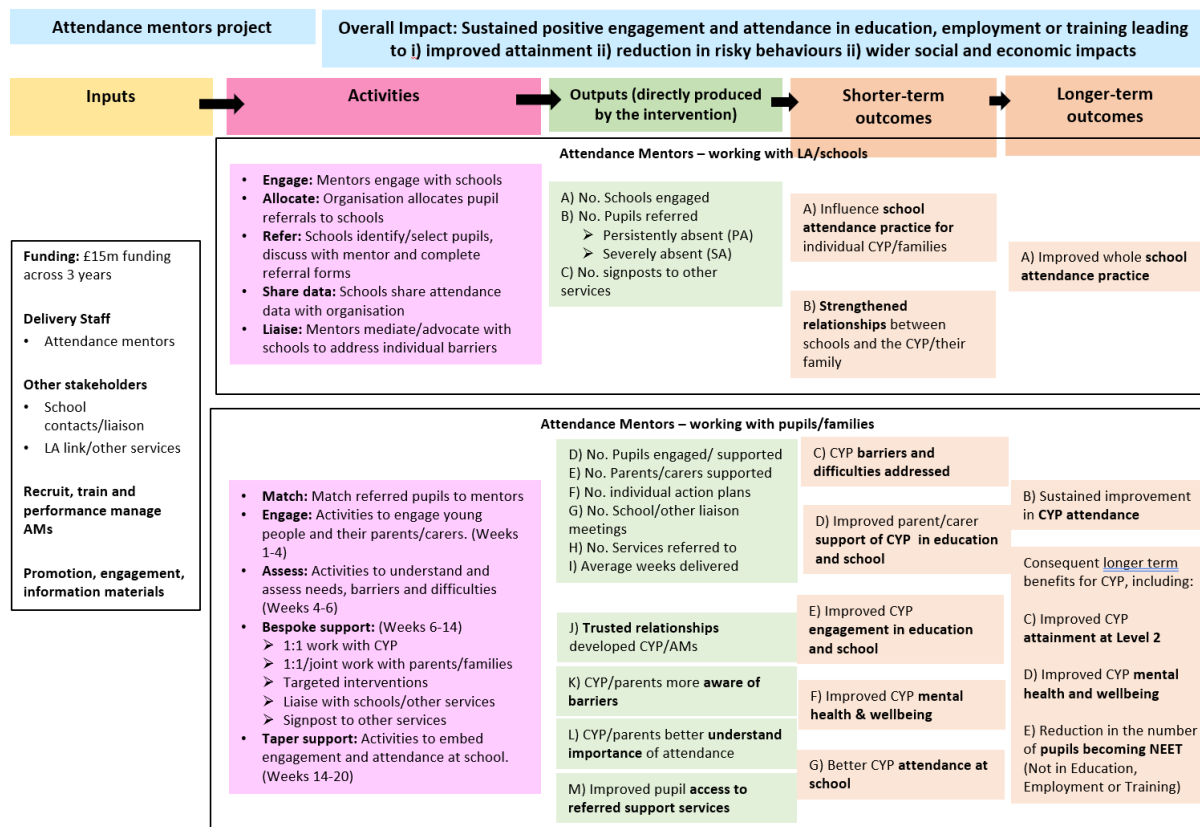 Attendance mentors project
Overall Impact: Sustained positive engagement and attendance in education, employment or training leading
to i) improved attainment ii) reduction in risky behaviours ii) wider social and economic impacts
Inputs
Activities
Outputs (directly produced
by the intervention)
Shorter-term
outcomes
Longer-term
outcomes
Funding: £15m funding
across 3 years
Delivery Staff
• Attendance mentors
Other stakeholders
• School
contacts/liaison
• LA link/other services
Recruit, train and
performance manage
AMs
Promotion, engagement,
information materials
Attendance Mentors – working with LA/schools
• Engage: Mentors engage with schools
• Allocate: Organisation allocates pupil
referrals to schools
• Refer: Schools identify/select pupils,
discuss with mentor and complete
referral forms
• Share data: Schools share attendance
data with organisation
• Liaise: Mentors mediate/advocate with
schools to address individual barriers
A) No. Schools engaged
B) No. Pupils referred
➢ Persistently absent (PA)
➢ Severely absent (SA)
C) No. signposts to other
services
A) Influence school
attendance practice for
individual CYP/families
B) Strengthened
relationships between
schools and the CYP/their
family
A) Improved whole school
attendance practice
Attendance Mentors – working with pupils/families
• Match: Match referred pupils to mentors
• Engage: Activities to engage young
people and their parents/carers. (Weeks
1-4)
• Assess: Activities to understand and
assess needs, barriers and difficulties
(Weeks 4-6)
• Bespoke support: (Weeks 6-14)
➢ 1:1 work with CYP
➢ 1:1/joint work with parents/families
➢ Targeted interventions
➢ Liaise with schools/other services
➢ Signpost to other services
• Taper support: Activities to embed
engagement and attendance at school.
(Weeks 14-20)
D) No. Pupils engaged/ supported
E) No. Parents/carers supported
F) No. individual action plans
G) No. School/other liaison
meetings
H) No. Services referred to
I) Average weeks delivered
J) Trusted relationships
developed CYP/AMs
K) CYP/parents more aware of
barriers
L) CYP/parents better understand
importance of attendance
M) Improved pupil access to
referred support services
C) CYP barriers and
difficulties addressed
D) Improved parent/carer
support of CYP in education
and school
E) Improved CYP
engagement in education
and school
F) Improved CYP mental
health & wellbeing
G) Better CYP attendance at
school
B) Sustained improvement
in CYP attendance
Consequent longer term
benefits for CYP, including:
C) Improved CYP
attainment at Level 2
D) Improved CYP mental
health and wellbeing
E) Reduction in the number
of pupils becoming NEET
(Not in Education,
Employment or Training)